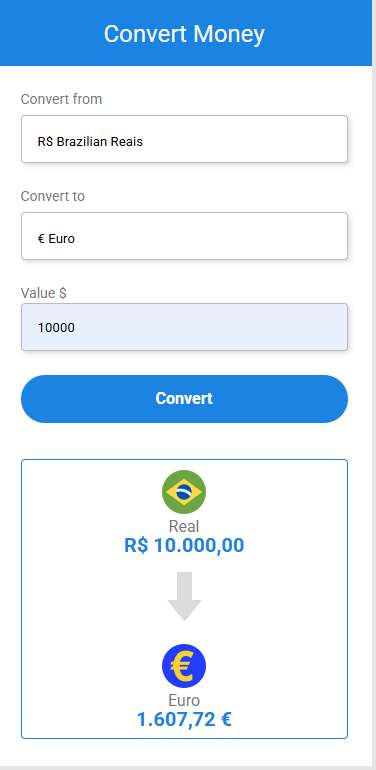 Convert Money
Convert from
R$ Brazilian Reais
Convert to
€ Euro
Value $
10000
Convert
Real
R$ 10.000,00
€
Euro
1.607,72 €